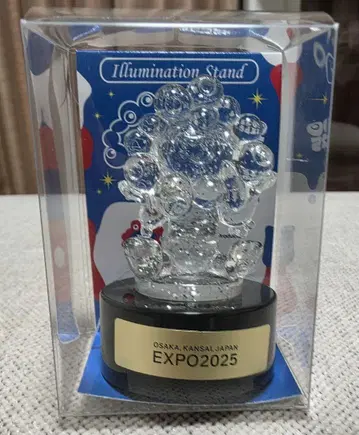 Illumination Stand
OSAKA, KANSAI, JAPAN
EXPO2025